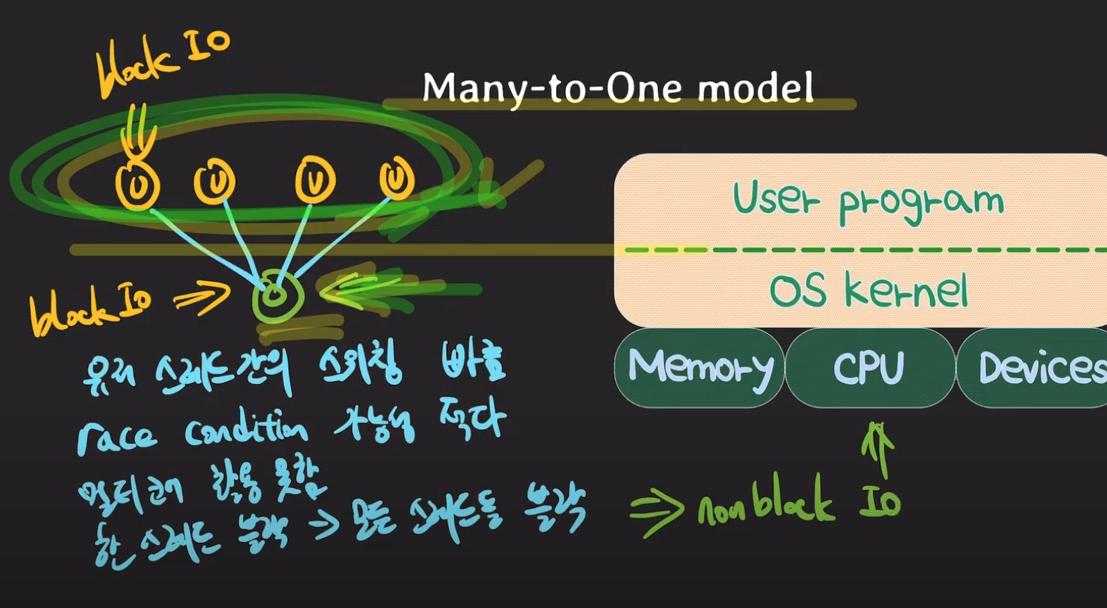 block IO
Many-to-One model
U U U U
User program
OS kernel
block IO
Memory CPU Devices
유저 스레드간의 스위칭 빠름
race condition 가능성 적다
멀티코어 활용 못함
한 스레드 블락 → 모든 스레드들 블락 ⇒ nonblock IO